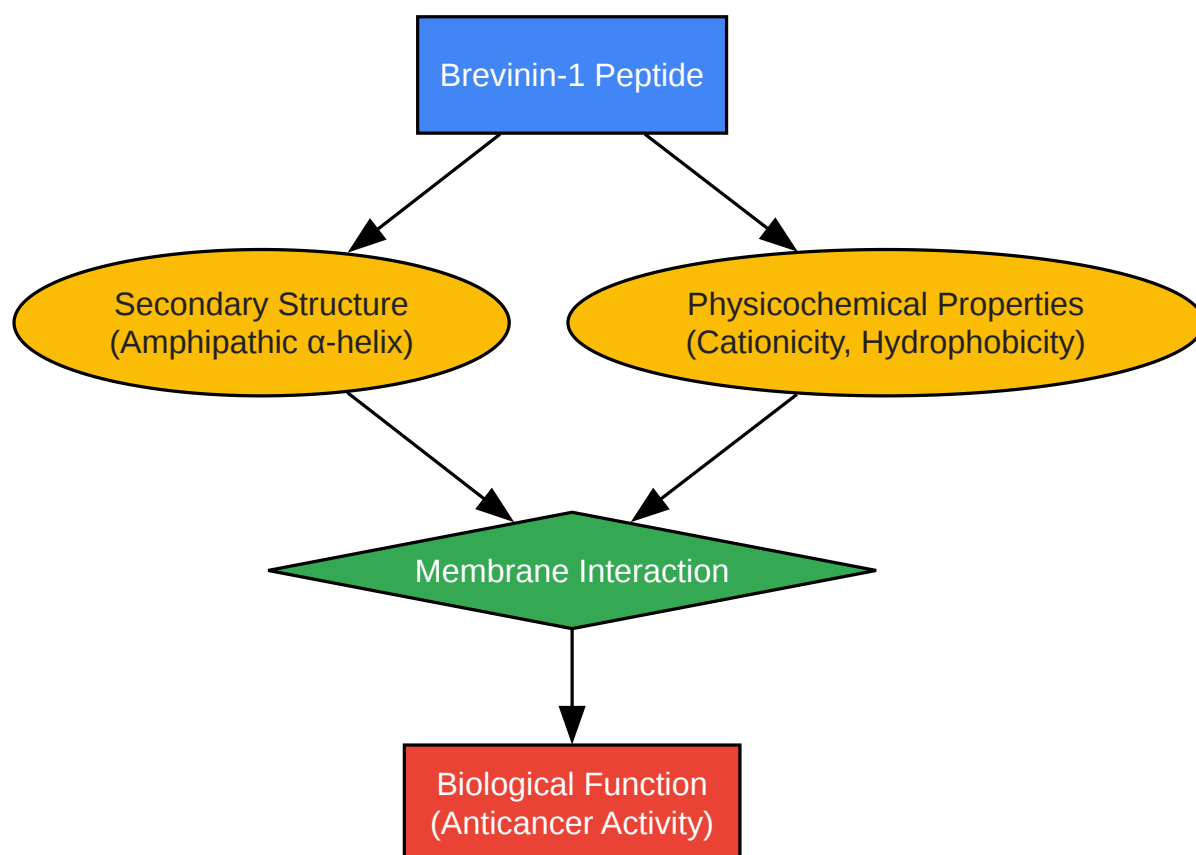 Brevinin-1 Peptide
Secondary Structure
(Amphipathic α-helix)
Physicochemical Properties
(Cationicity, Hydrophobicity)
Membrane Interaction
Biological Function
(Anticancer Activity)